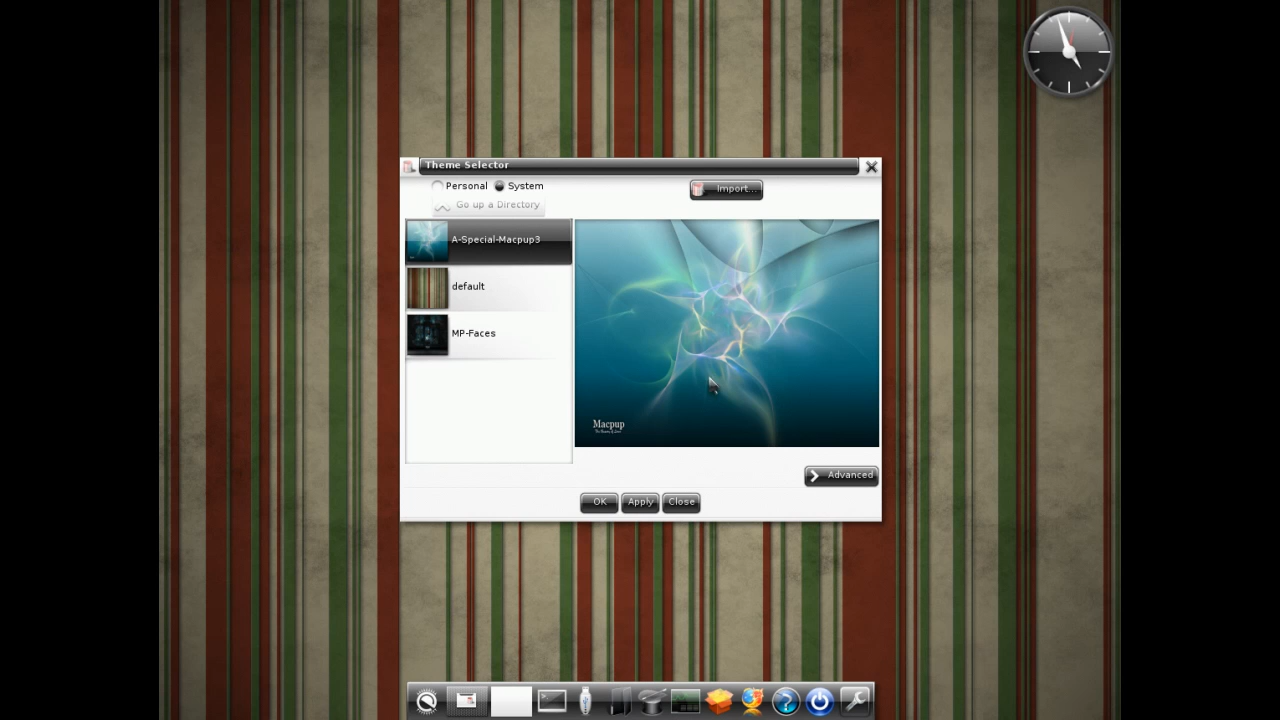 Theme Selector
Personal System
Import...
Go up a Directory
A-Special-Macpup3
default
MP-Faces
Macpup
Advanced
OK Apply Close